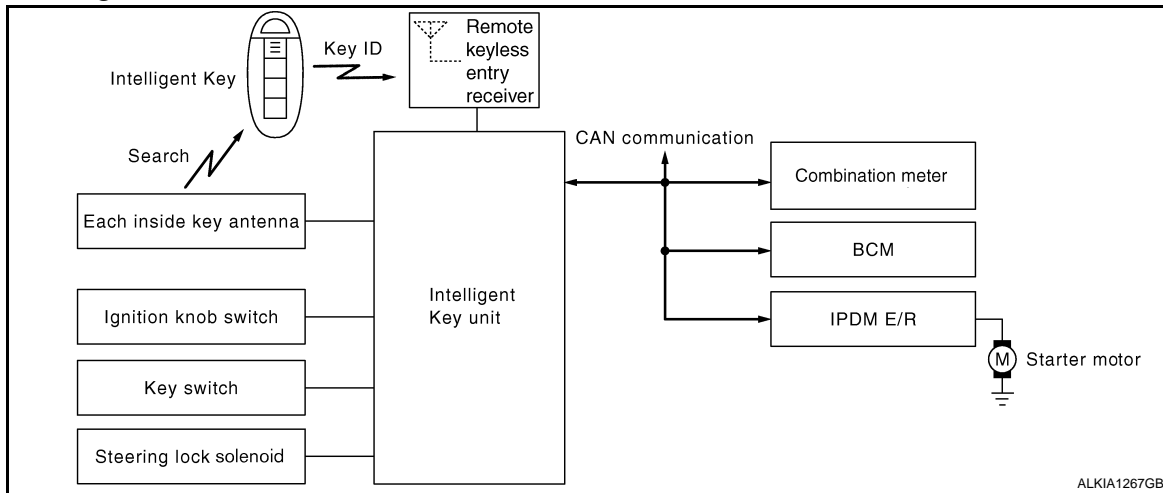 Remote
keyless
entry
receiver
Key ID
Intelligent Key
Search
CAN communication
Combination meter
Each inside key antenna
BCM
Intelligent
Key unit
Ignition knob switch
IPDM E/R
M
Starter motor
Key switch
Steering lock solenoid
ALKIA1267GB